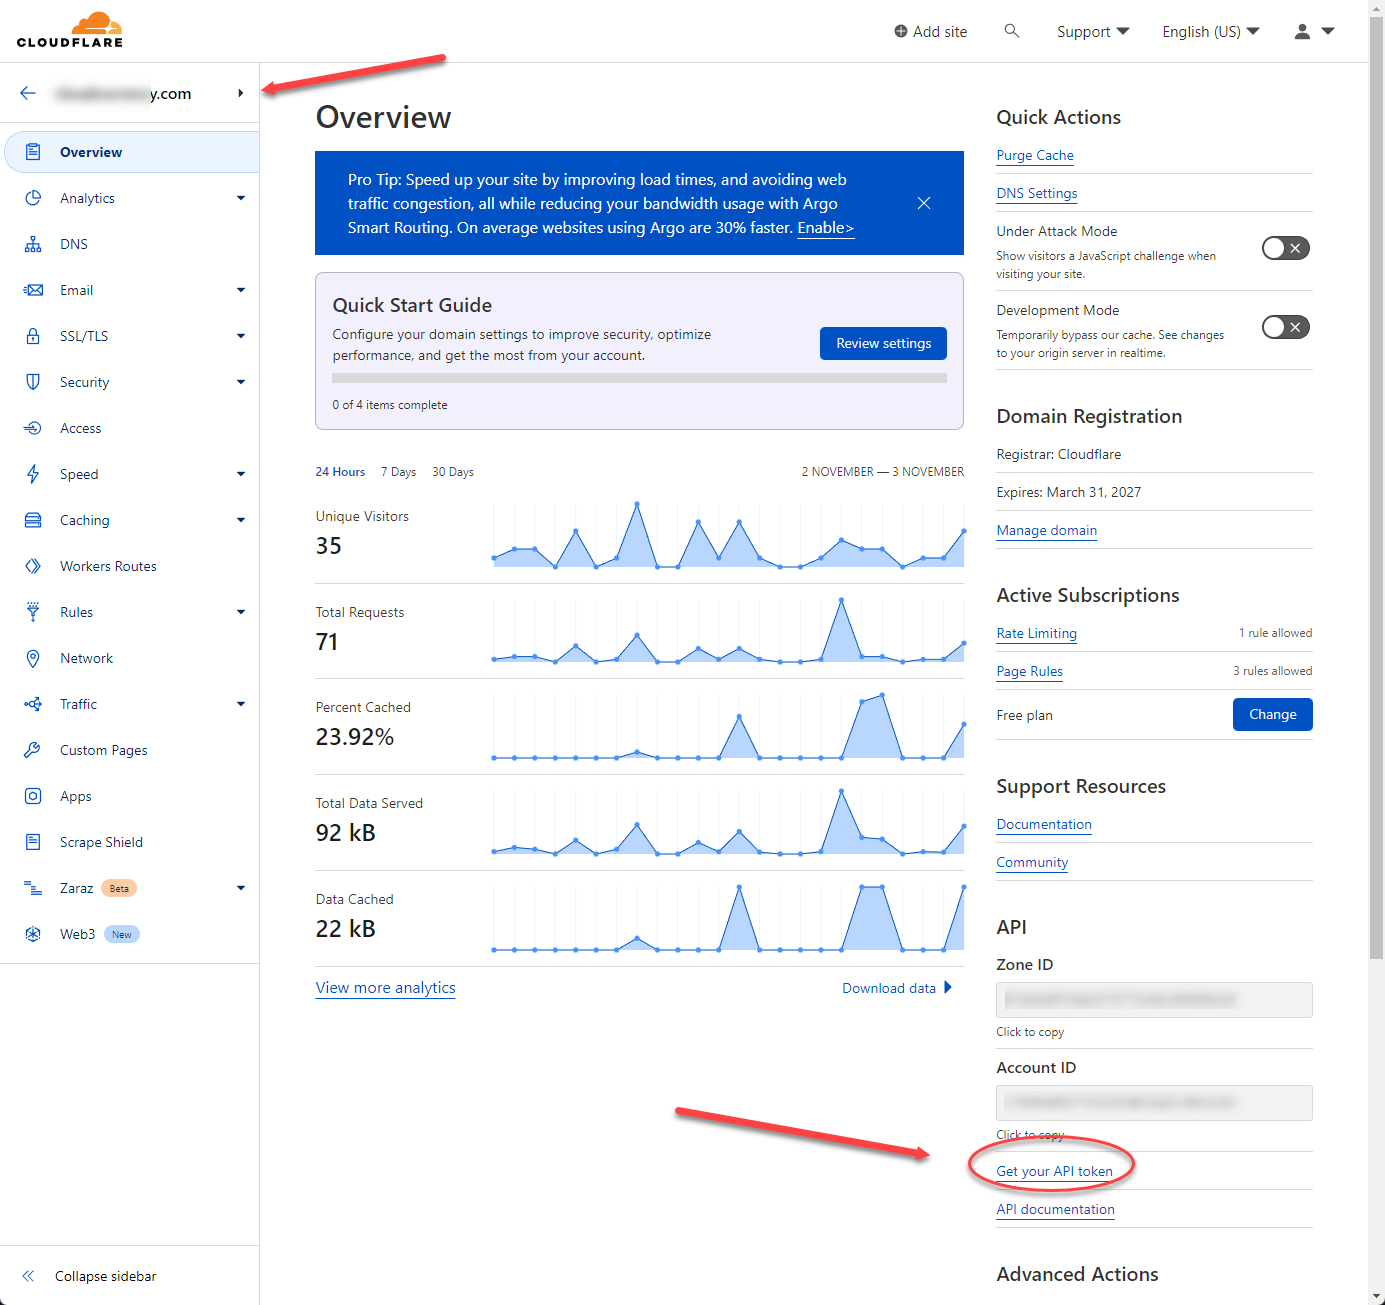 CLOUDFLARE
Add site
Support
English (US)
y.com
Overview
Analytics
DNS
Email
SSL/TLS
Security
Access
Speed
Caching
Workers Routes
Rules
Network
Traffic
Custom Pages
Apps
Scrape Shield
Zaraz Beta
Web3 New
Collapse sidebar
Overview
Pro Tip: Speed up your site by improving load times, and avoiding web
traffic congestion, all while reducing your bandwidth usage with Argo
Smart Routing. On average websites using Argo are 30% faster. Enable>
Quick Start Guide
Configure your domain settings to improve security, optimize
performance, and get the most from your account.
Review settings
0 of 4 items complete
24 Hours 7 Days 30 Days 2 NOVEMBER — 3 NOVEMBER
Unique Visitors
35
Total Requests
71
Percent Cached
23.92%
Total Data Served
92 kB
Data Cached
22 kB
View more analytics
Download data
Quick Actions
Purge Cache
DNS Settings
Under Attack Mode
Show visitors a JavaScript challenge when
visiting your site.
Development Mode
Temporarily bypass our cache. See changes
to your origin server in realtime.
Domain Registration
Registrar: Cloudflare
Expires: March 31, 2027
Manage domain
Active Subscriptions
Rate Limiting 1 rule allowed
Page Rules 3 rules allowed
Free plan Change
Support Resources
Documentation
Community
API
Zone ID
Click to copy
Account ID
Click to copy
Get your API token
API documentation
Advanced Actions